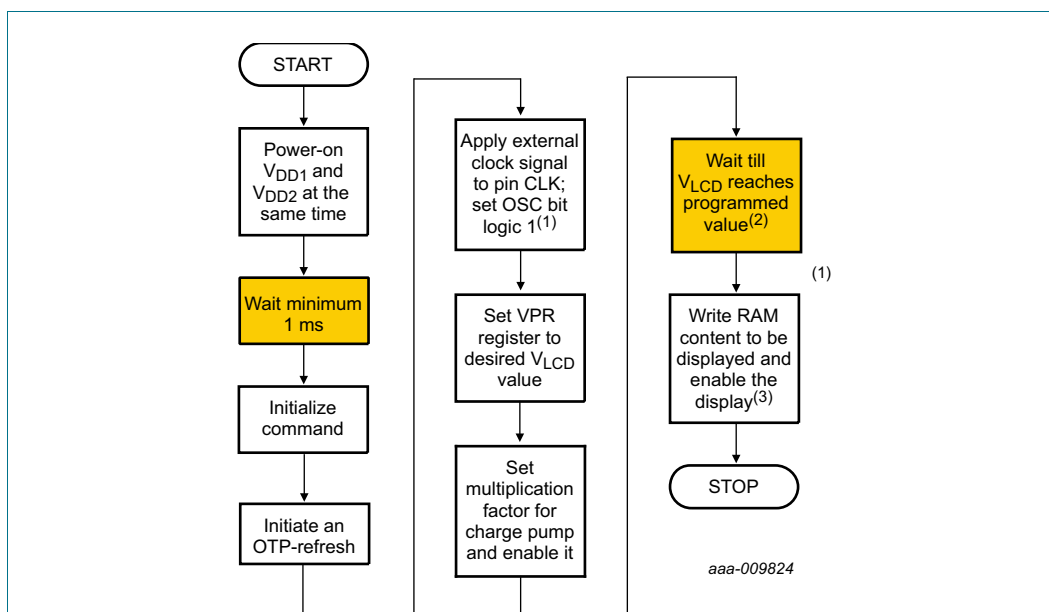 START
Power-on
VDD1 and
VDD2 at the
same time
Wait minimum
1 ms
Initialize
command
Initiate an
OTP-refresh
Apply external
clock signal
to pin CLK;
set OSC bit
logic 1(1)
Set VPR
register to
desired VLCD
value
Set
multiplication
factor for
charge pump
and enable it
Wait till
VLCD reaches
programmed
value(2)
(1)
Write RAM
content to be
displayed and
enable the
display(3)
STOP
aaa-009824